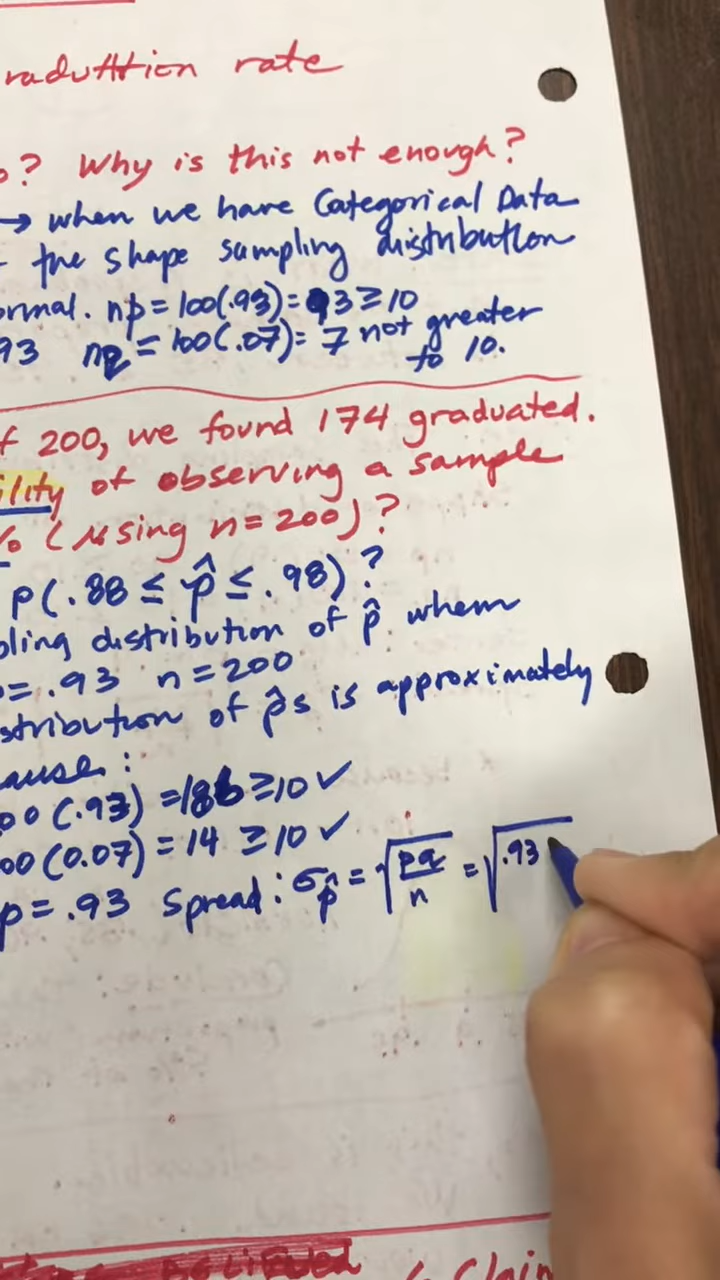 raduation rate
o? Why is this not enough?
→ when we have Categorical Data
the shape sampling distribution
ormal. np = 100(.93) = 93 ≥ 10
93 nq = 100(.07) = 7 not greater
to 10.
f 200, we found 174 graduated.
ility of observing a sample
% (using n = 200)?
P(.88 ≤ p̂ ≤ .98)?
pling distribution of p̂ whem
p = .93 n = 200
stribution of p̂s is approximately
ause:
00 (.93) = 186 ≥ 10 ✓
00 (0.07) = 14 ≥ 10 ✓
p = .93 Spread: σp̂ = √(pq/n) = √(.93